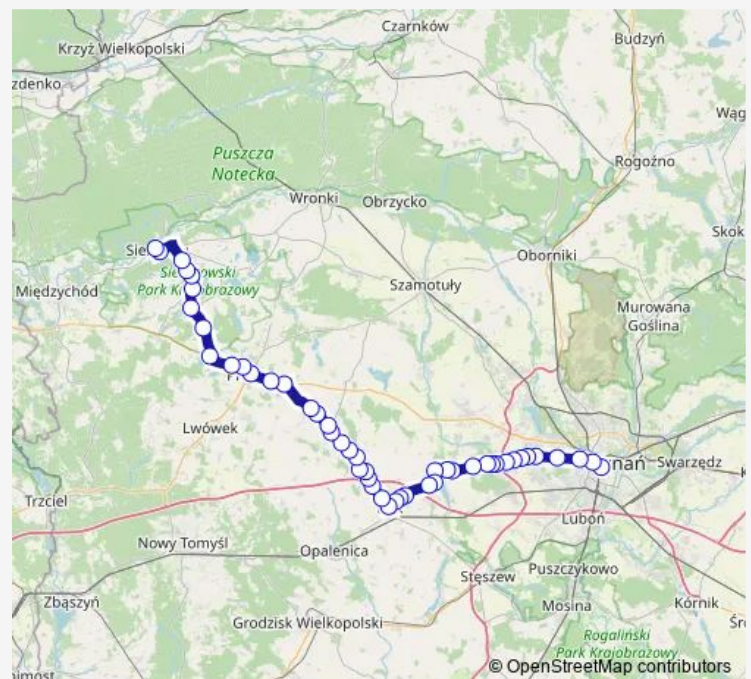 Czarnków
Krzyż Wielkopolski
Budzyń
zdenko
Wąg
Puszcza
Notecka
Rogoźno
Wronki
Obrzycko
Skok
Oborniki
Międzychód
Park Krajobrazowy
Szamotuły
Murowana
Goślina
Lwówek
nań
Swarzędz
Trzciel
Luboń
Nowy Tomyśl
Opalenica
Puszczykowo
Stęszew
Zbąszyń
Mosina
Kórnik
Grodzisk Wielkopolski
Śro
Rogaliński
Park Krajobrazowy
© OpenStreetMap contributors